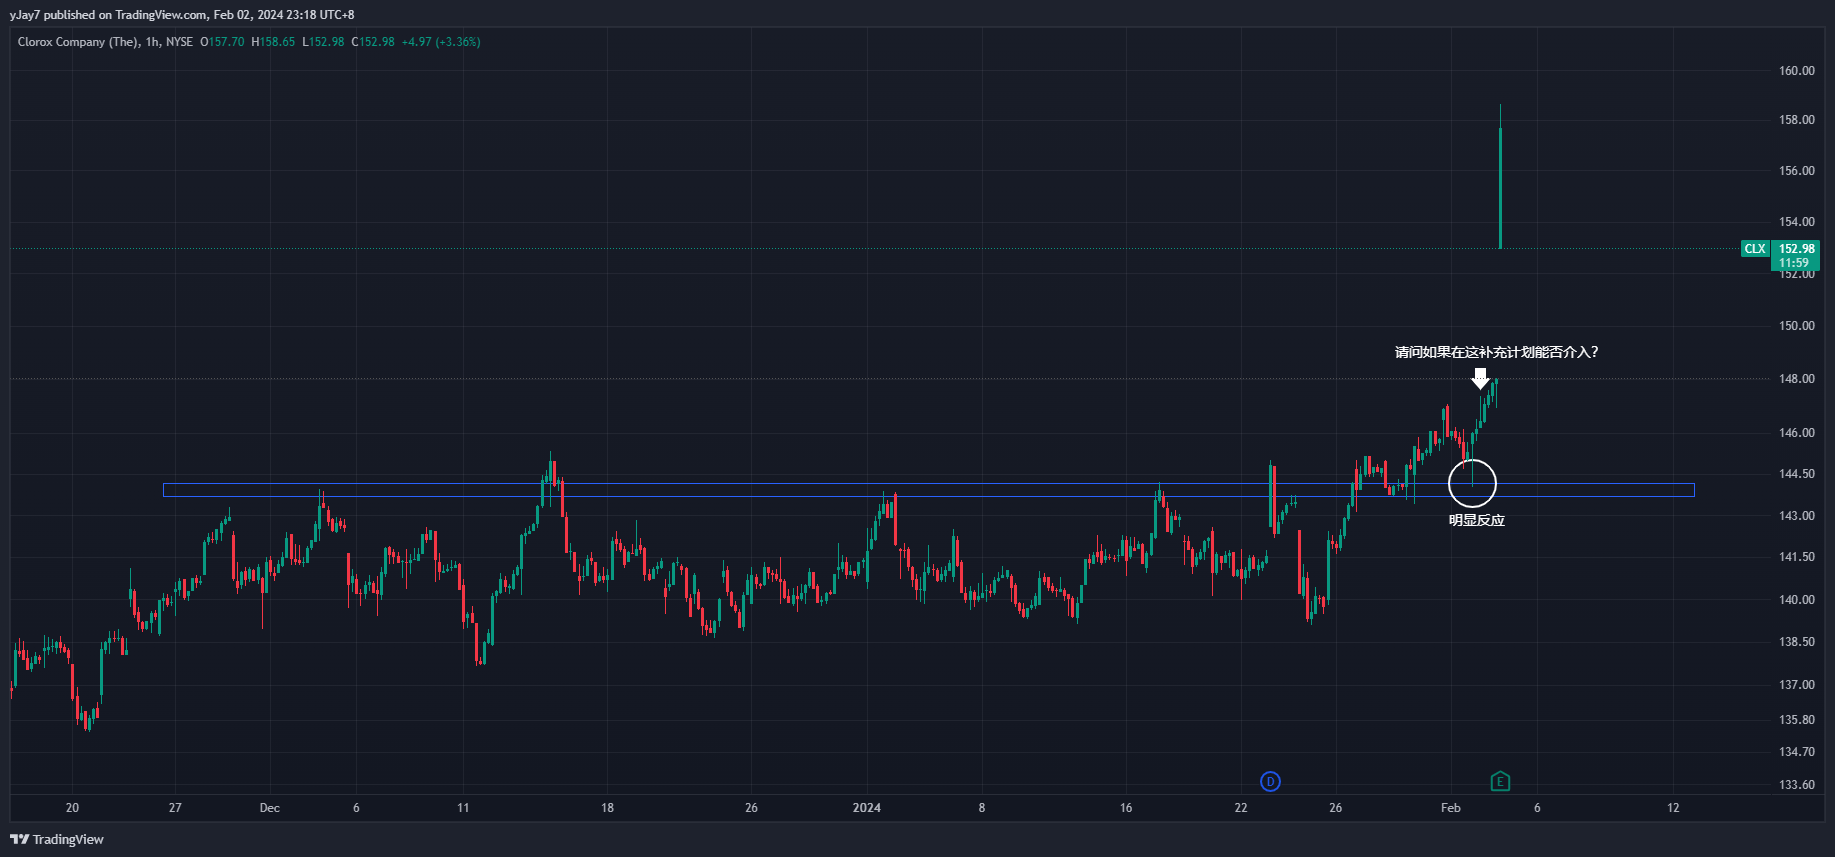 yJay7 published on TradingView.com, Feb 02, 2024 23:18 UTC+8
Clorox Company (The), 1h, NYSE O157.70 H158.65 L152.98 C152.98 +4.97 (+3.36%)
160.00
158.00
156.00
154.00
CLX 152.98
11:59
152.00
150.00
请问如果在这补充计划能否介入?
148.00
146.00
144.50
明显反应
143.00
141.50
140.00
138.50
137.00
135.80
134.70
D
E
133.60
20 27 Dec 6 11 18 26 2024 8 16 22 26 Feb 6 12
TradingView